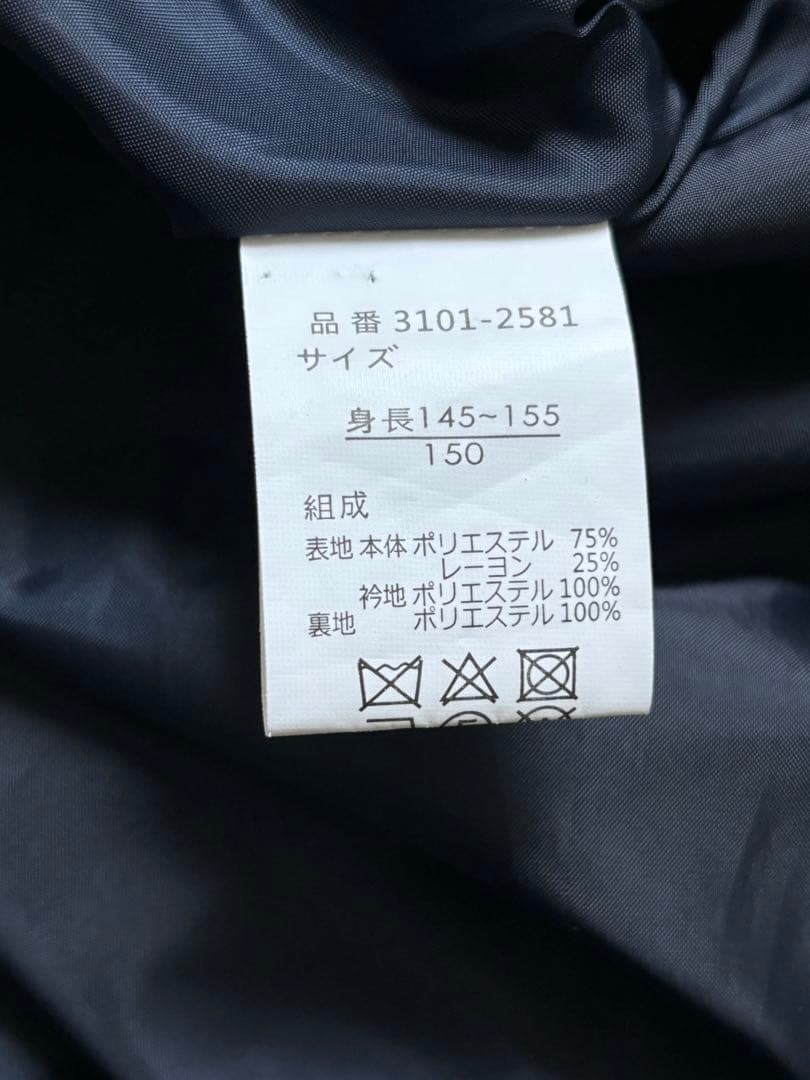 品番 3101-2581
サイズ
身長145~155
150
組成
表地 本体 ポリエステル 75%
レーヨン 25%
衿地 ポリエステル 100%
裏地 ポリエステル 100%